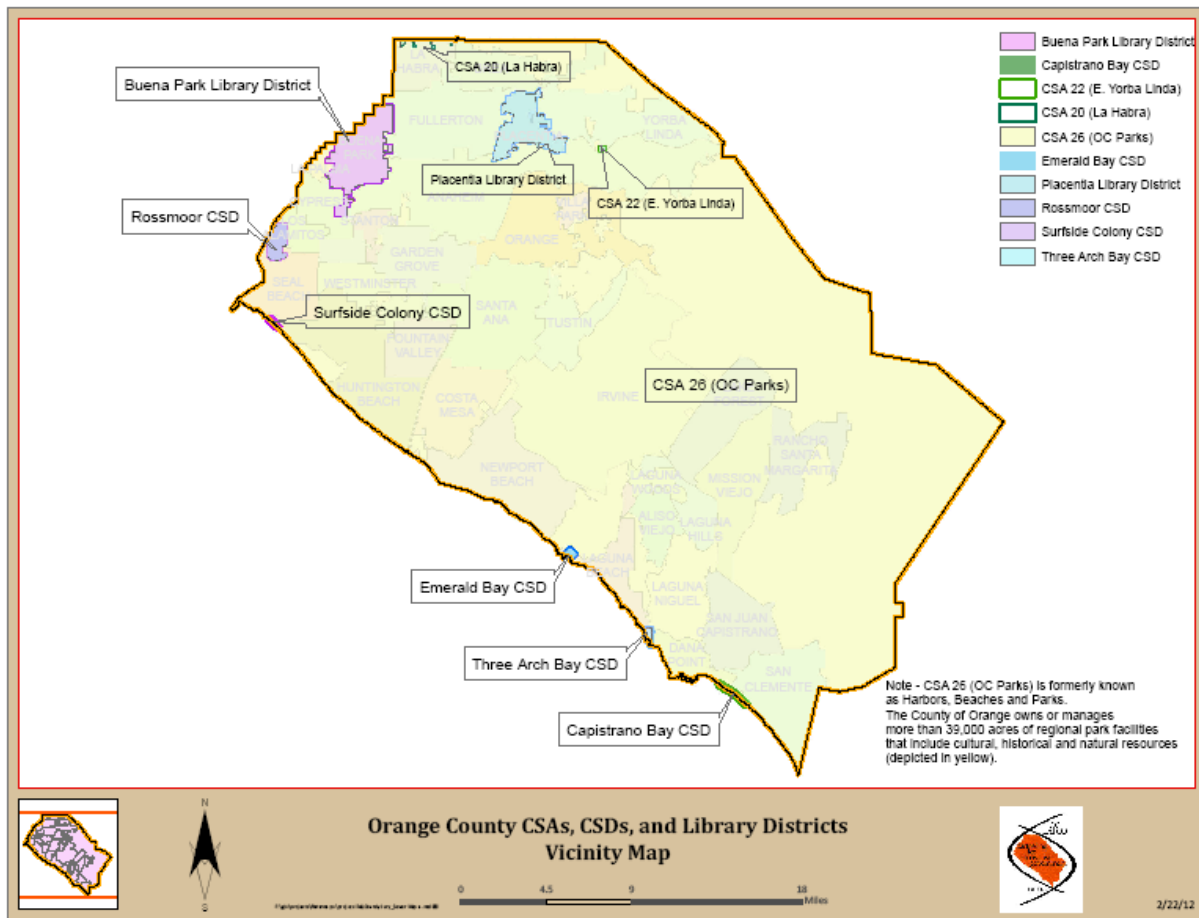 Buena Park Library District
Capistrano Bay CSD
CSA 22 (E. Yorba Linda)
CSA 20 (La Habra)
CSA 26 (OC Parks)
Emerald Bay CSD
Placentia Library District
Rossmoor CSD
Surfside Colony CSD
Three Arch Bay CSD
CSA 20 (La Habra)
Buena Park Library District
FULLERTON
YORBA
LINDA
Placentia Library District
ANAHEIM
CSA 22 (E. Yorba Linda)
Rossmoor CSD
STANTON
ORANGE
GARDEN
GROVE
SEAL
BEACH
WESTMINSTER
Surfside Colony CSD
SANTA
ANA
TUSTIN
FOUNTAIN
VALLEY
HUNTINGTON
BEACH
COSTA
MESA
IRVINE
CSA 26 (OC Parks)
FOREST
RANCHO
SANTA
MARGARITA
NEWPORT
BEACH
LAGUNA
WOODS
MISSION
VIEJO
ALISO
VIEJO
LAGUNA
HILLS
LAGUNA
BEACH
Emerald Bay CSD
LAGUNA
NIGUEL
SAN JUAN
CAPISTRANO
Three Arch Bay CSD
DANA
POINT
SAN
CLEMENTE
Capistrano Bay CSD
Note - CSA 26 (OC Parks) is formerly known
as Harbors, Beaches and Parks.
The County of Orange owns or manages
more than 39,000 acres of regional park facilities
that include cultural, historical and natural resources
(depicted in yellow).
N
S
Orange County CSAs, CSDs, and Library Districts
Vicinity Map
0 4.5 9 18
Miles
2/22/12